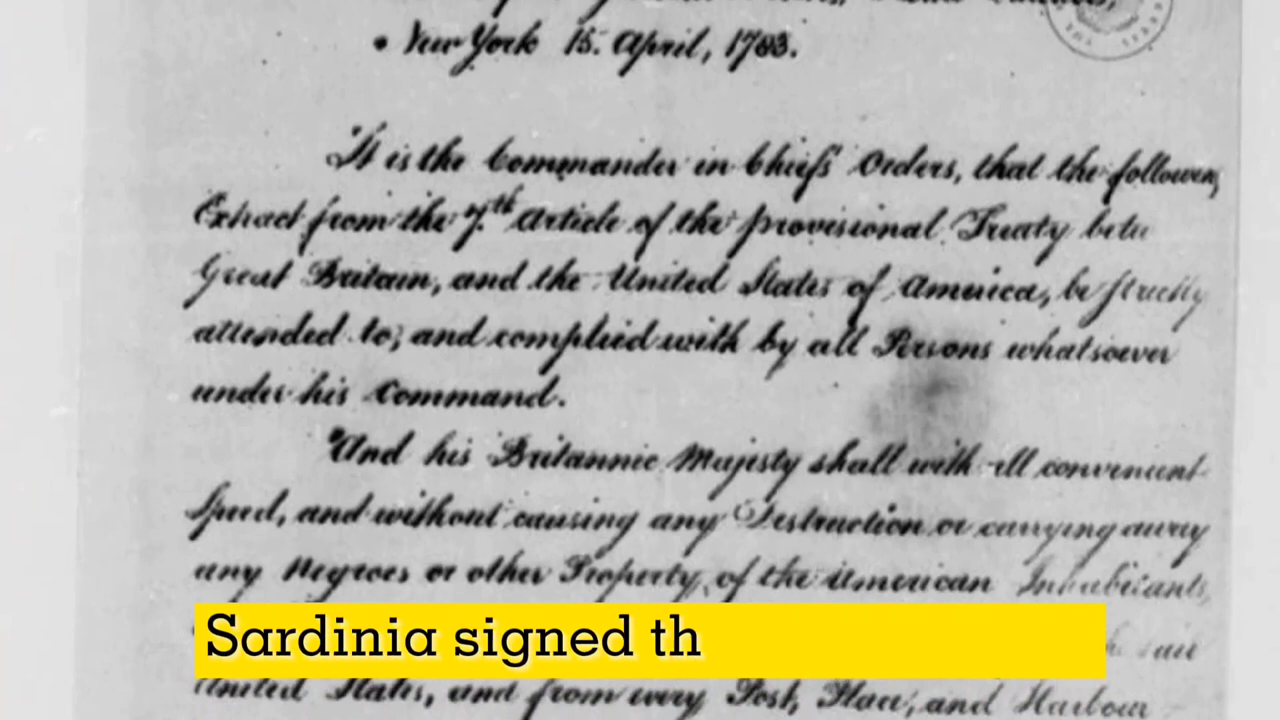 New York 15. April, 1783.
It is the Commander in Chief's Orders, that the
Extract from the 7.th Article of the provisional Treaty
Great Britain, and the United States of America, be strictly
attended to; and complied with by all Persons whatsoever
under his Command.
"And his Britannic Majesty shall with all convenient
Speed, and without causing any Destruction or carrying away
any Negroes or other Property, of the American Inhabitants,
Sardinia signed th
United States, and from every Post, Place, and Harbour